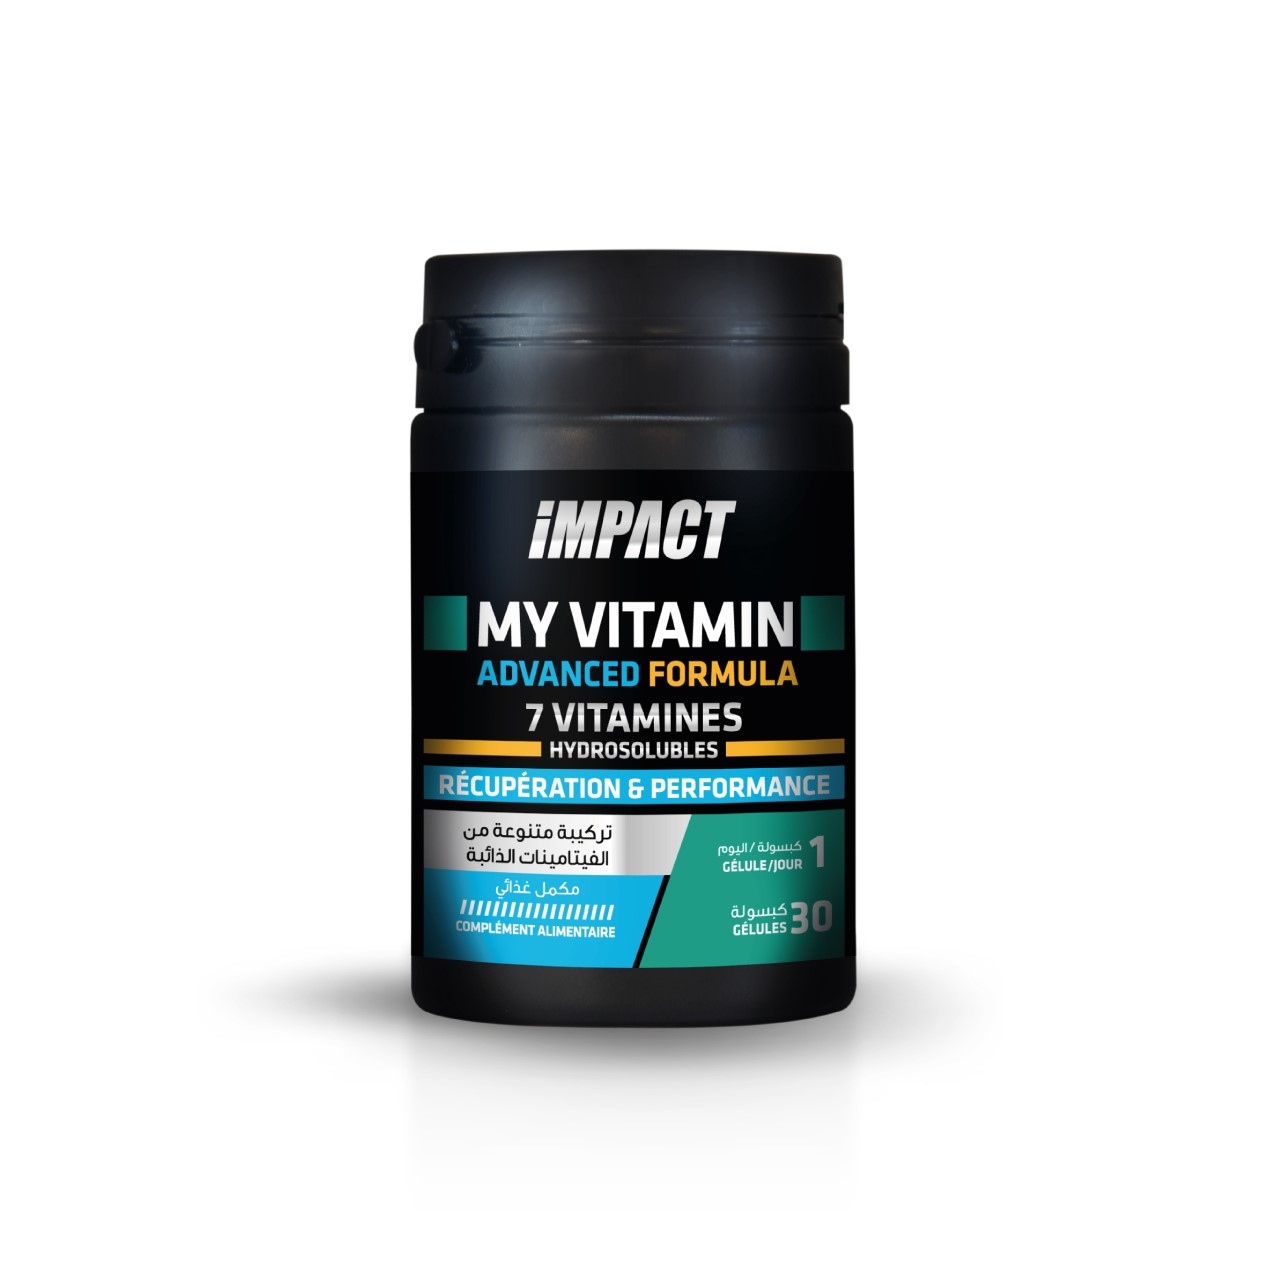 iMPACT
MY VITAMIN
ADVANCED FORMULA
7 VITAMINES
HYDROSOLUBLES
RÉCUPÉRATION & PERFORMANCE
تركيبة متنوعة من
الفيتامينات الذائبة
مكمل غذائي
COMPLÉMENT ALIMENTAIRE
1 كبسولة / اليوم
GÉLULE/JOUR
30 كبسولة
GÉLULES